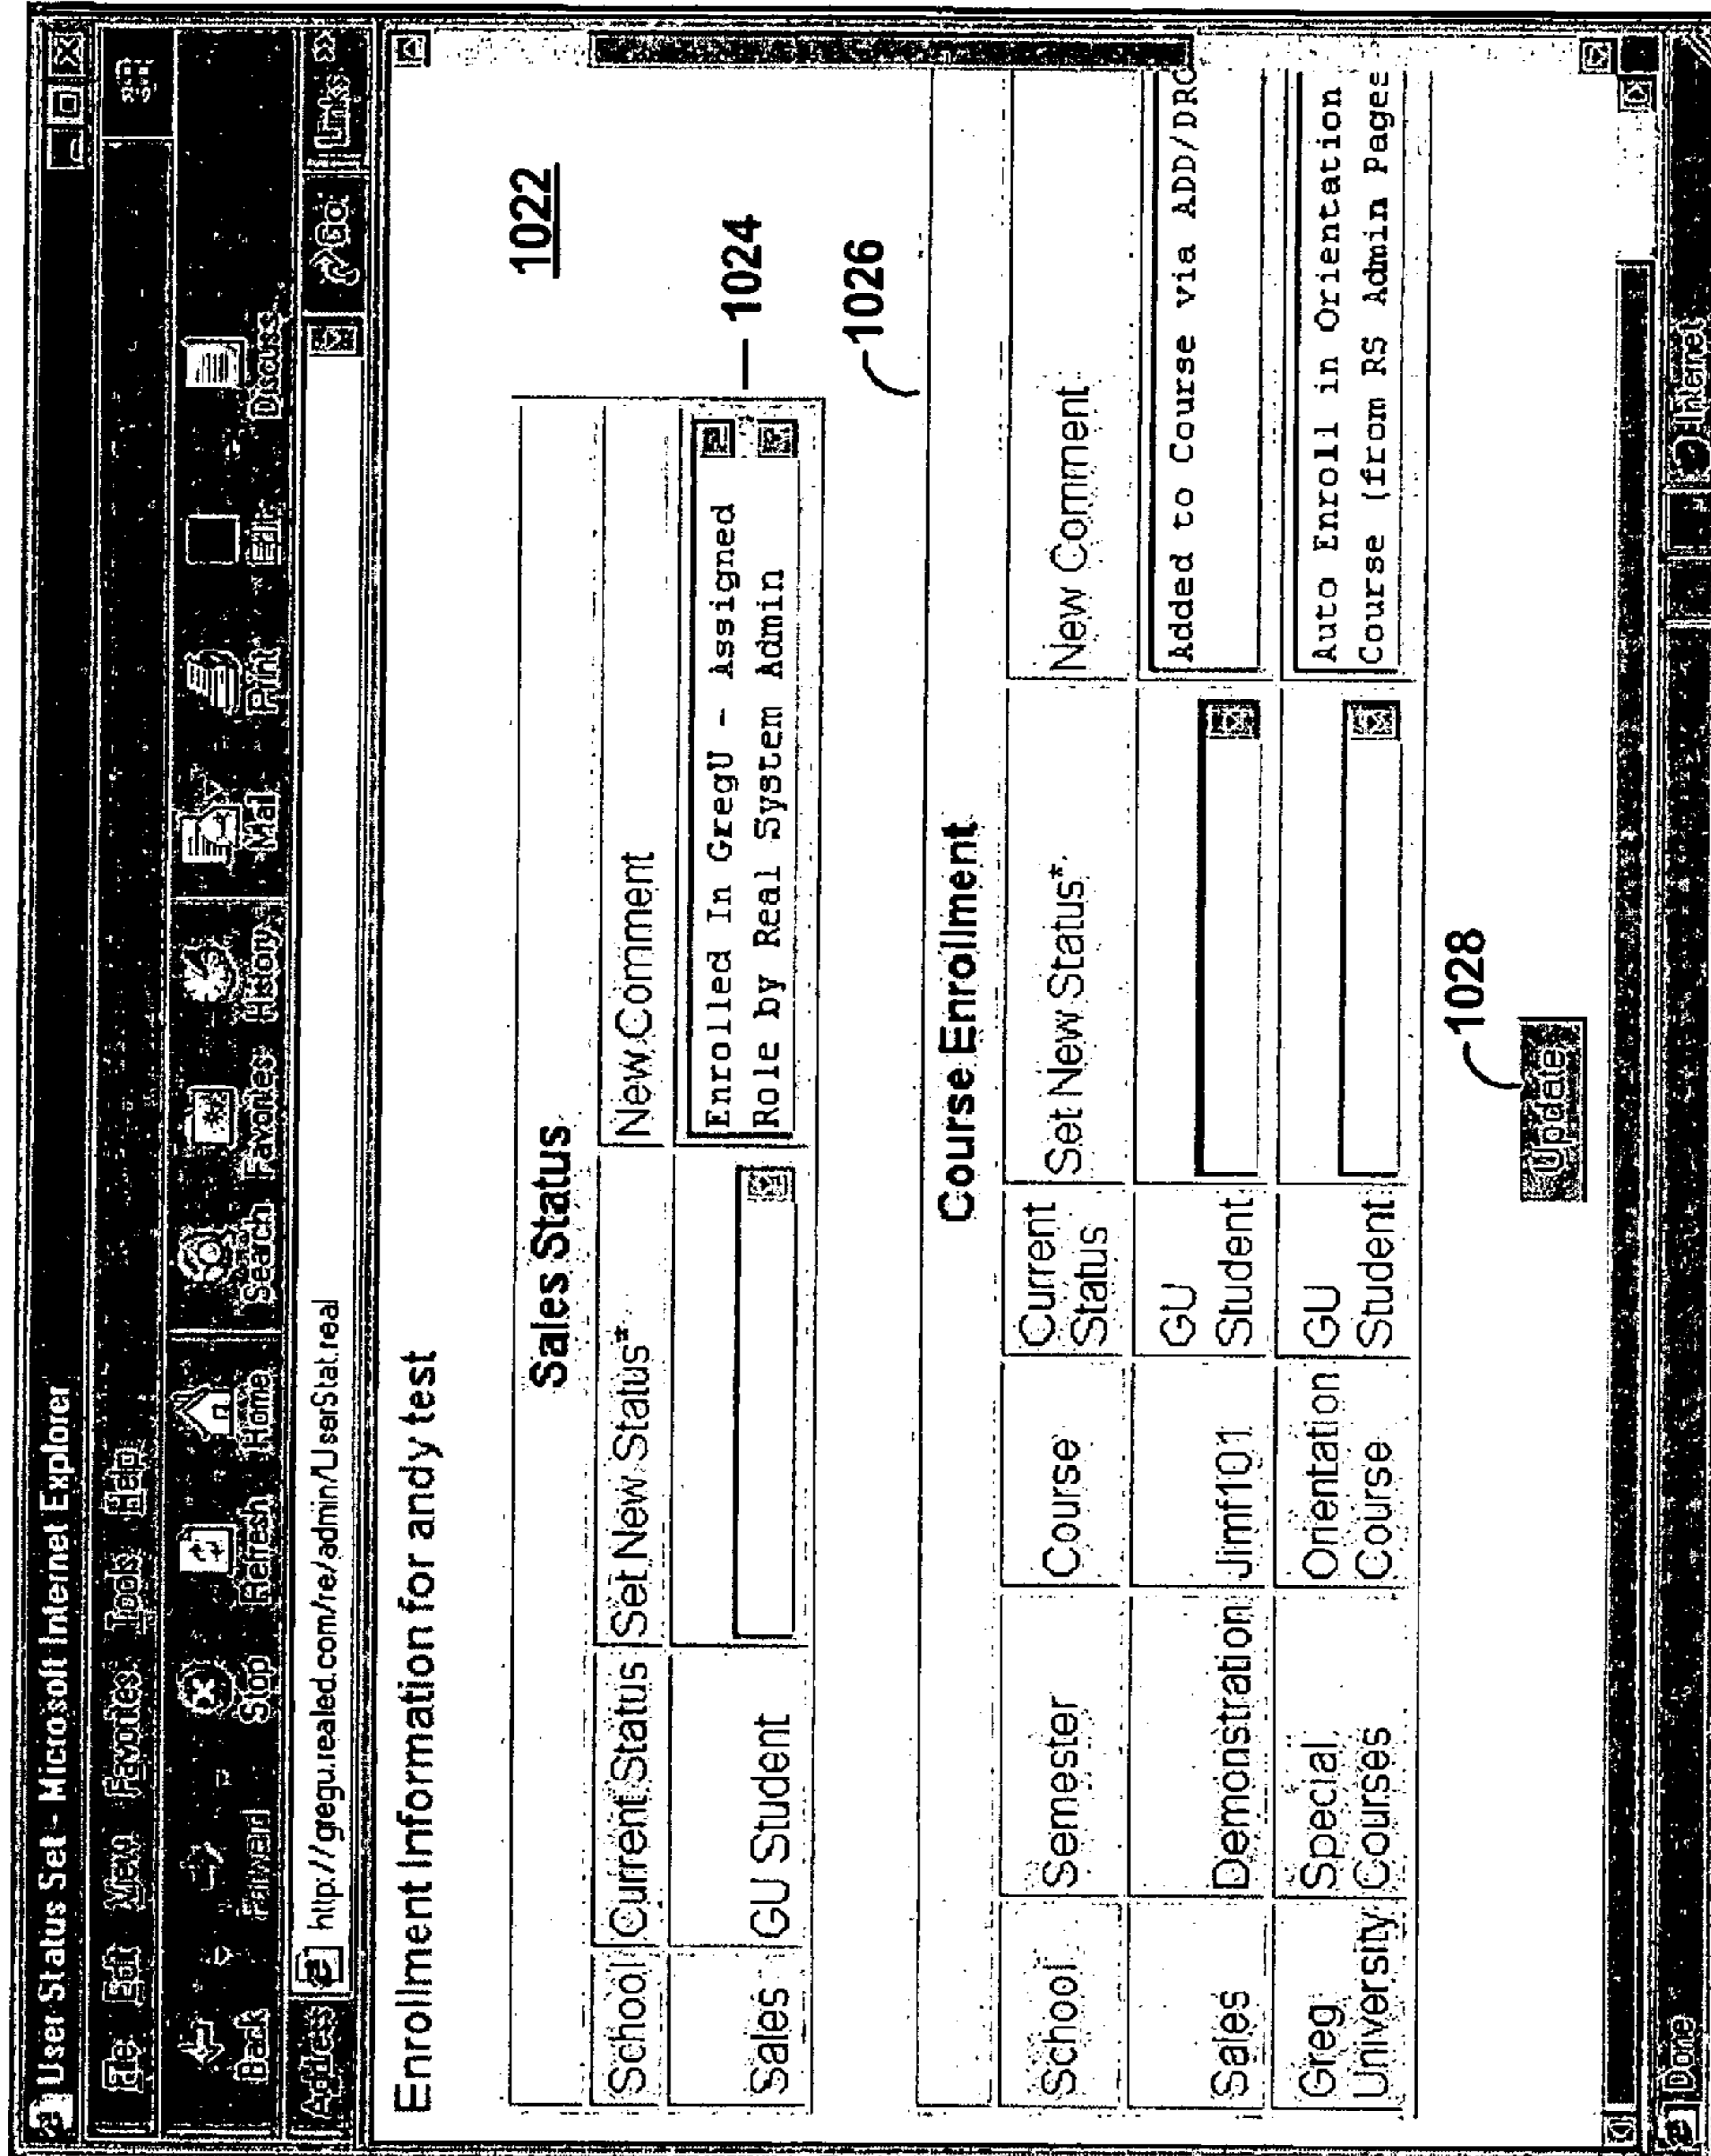 User Status Set - Microsoft Internet Explorer
File Edit View Favorites Tools Help
Back Forward Stop Refresh Home Search Favorites History Mail Print Edit Discuss
Address http://gregu.realed.com/re/admin/UserStat.real Go Links »
Enrollment Information for andy test
1022
Sales Status
School Current Status Set New Status* New Comment
Sales GU Student Enrolled In GregU - Assigned
Role by Real System Admin
1024
1026
Course Enrollment
School Semester Course Current
Status Set New Status* New Comment
Sales Demonstration Jimf101 GU
Student Added to Course via ADD/DRO
Greg
University Special
Courses Orientation
Course GU
Student Auto Enroll in Orientation
Course (from RS Admin Pages
1028
Update
Done Internet